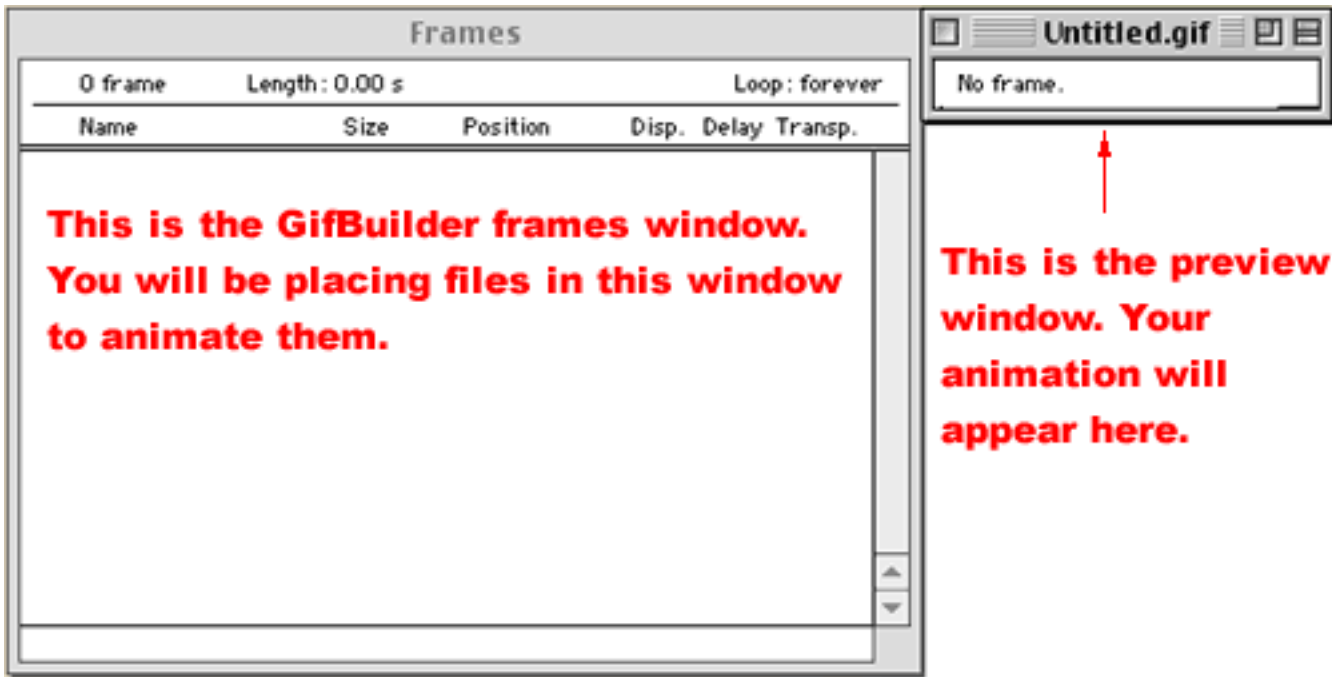 Frames
0 frame Length: 0.00 s Loop: forever
Name Size Position Disp. Delay Transp.
This is the GifBuilder frames window.
You will be placing files in this window
to animate them.
Untitled.gif
No frame.
This is the preview
window. Your
animation will
appear here.